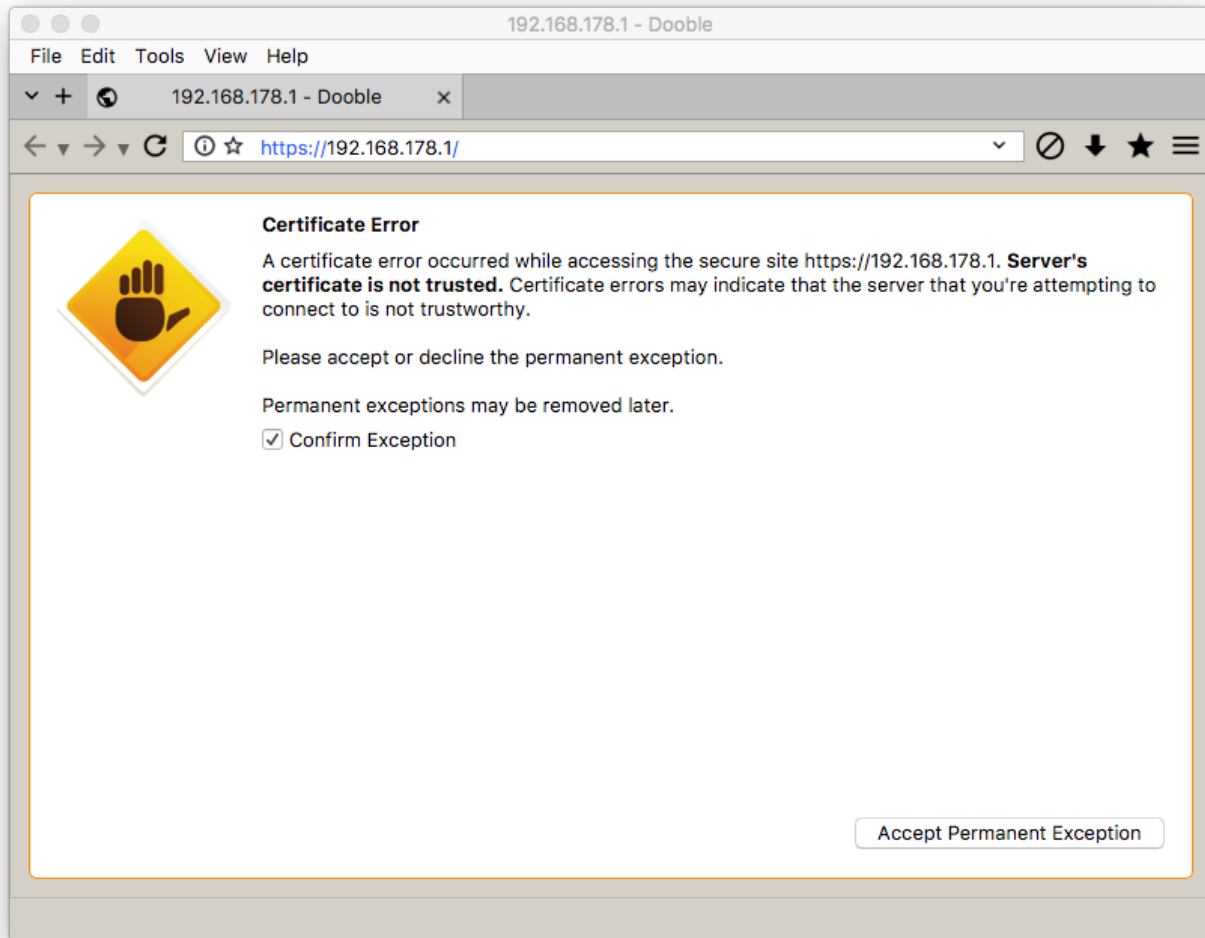 192.168.178.1 - Dooble
File Edit Tools View Help
192.168.178.1 - Dooble
https://192.168.178.1/
Certificate Error
A certificate error occurred while accessing the secure site https://192.168.178.1. Server's
certificate is not trusted. Certificate errors may indicate that the server that you're attempting to
connect to is not trustworthy.
Please accept or decline the permanent exception.
Permanent exceptions may be removed later.
Confirm Exception
Accept Permanent Exception